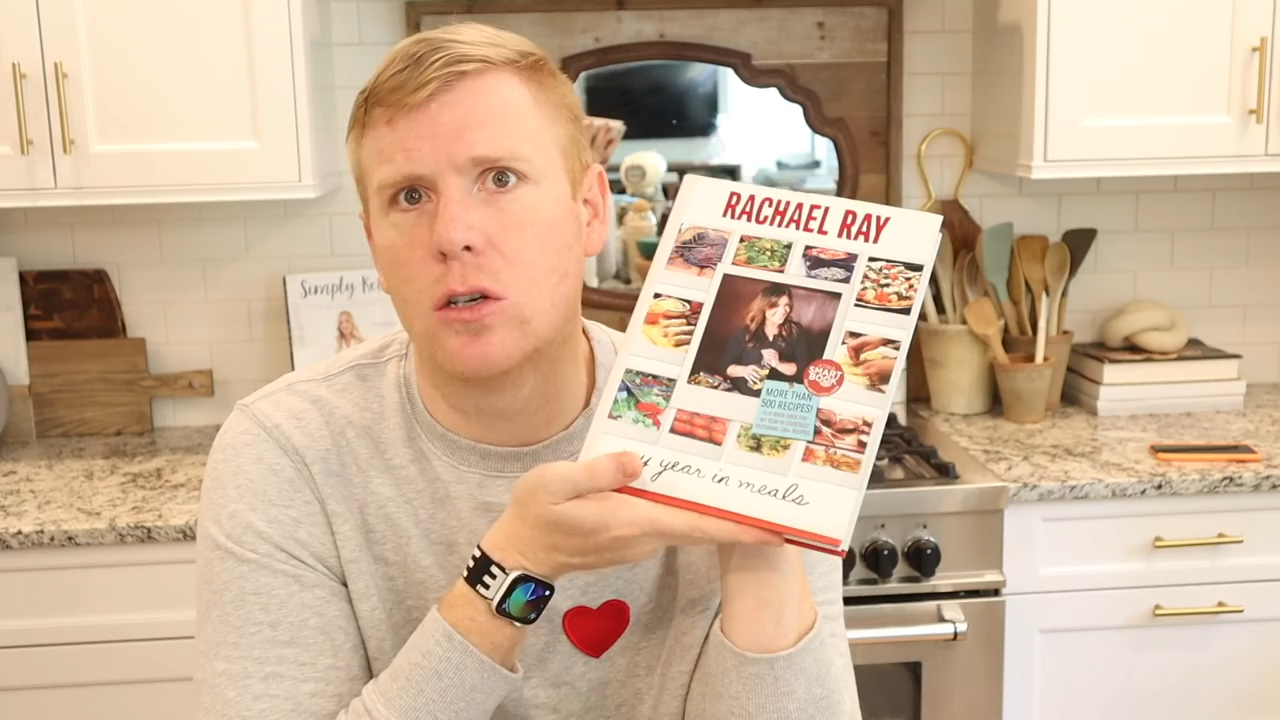 RACHAEL RAY
SMART
BOOK
MORE THAN
500 RECIPES!
year in meals
Simply